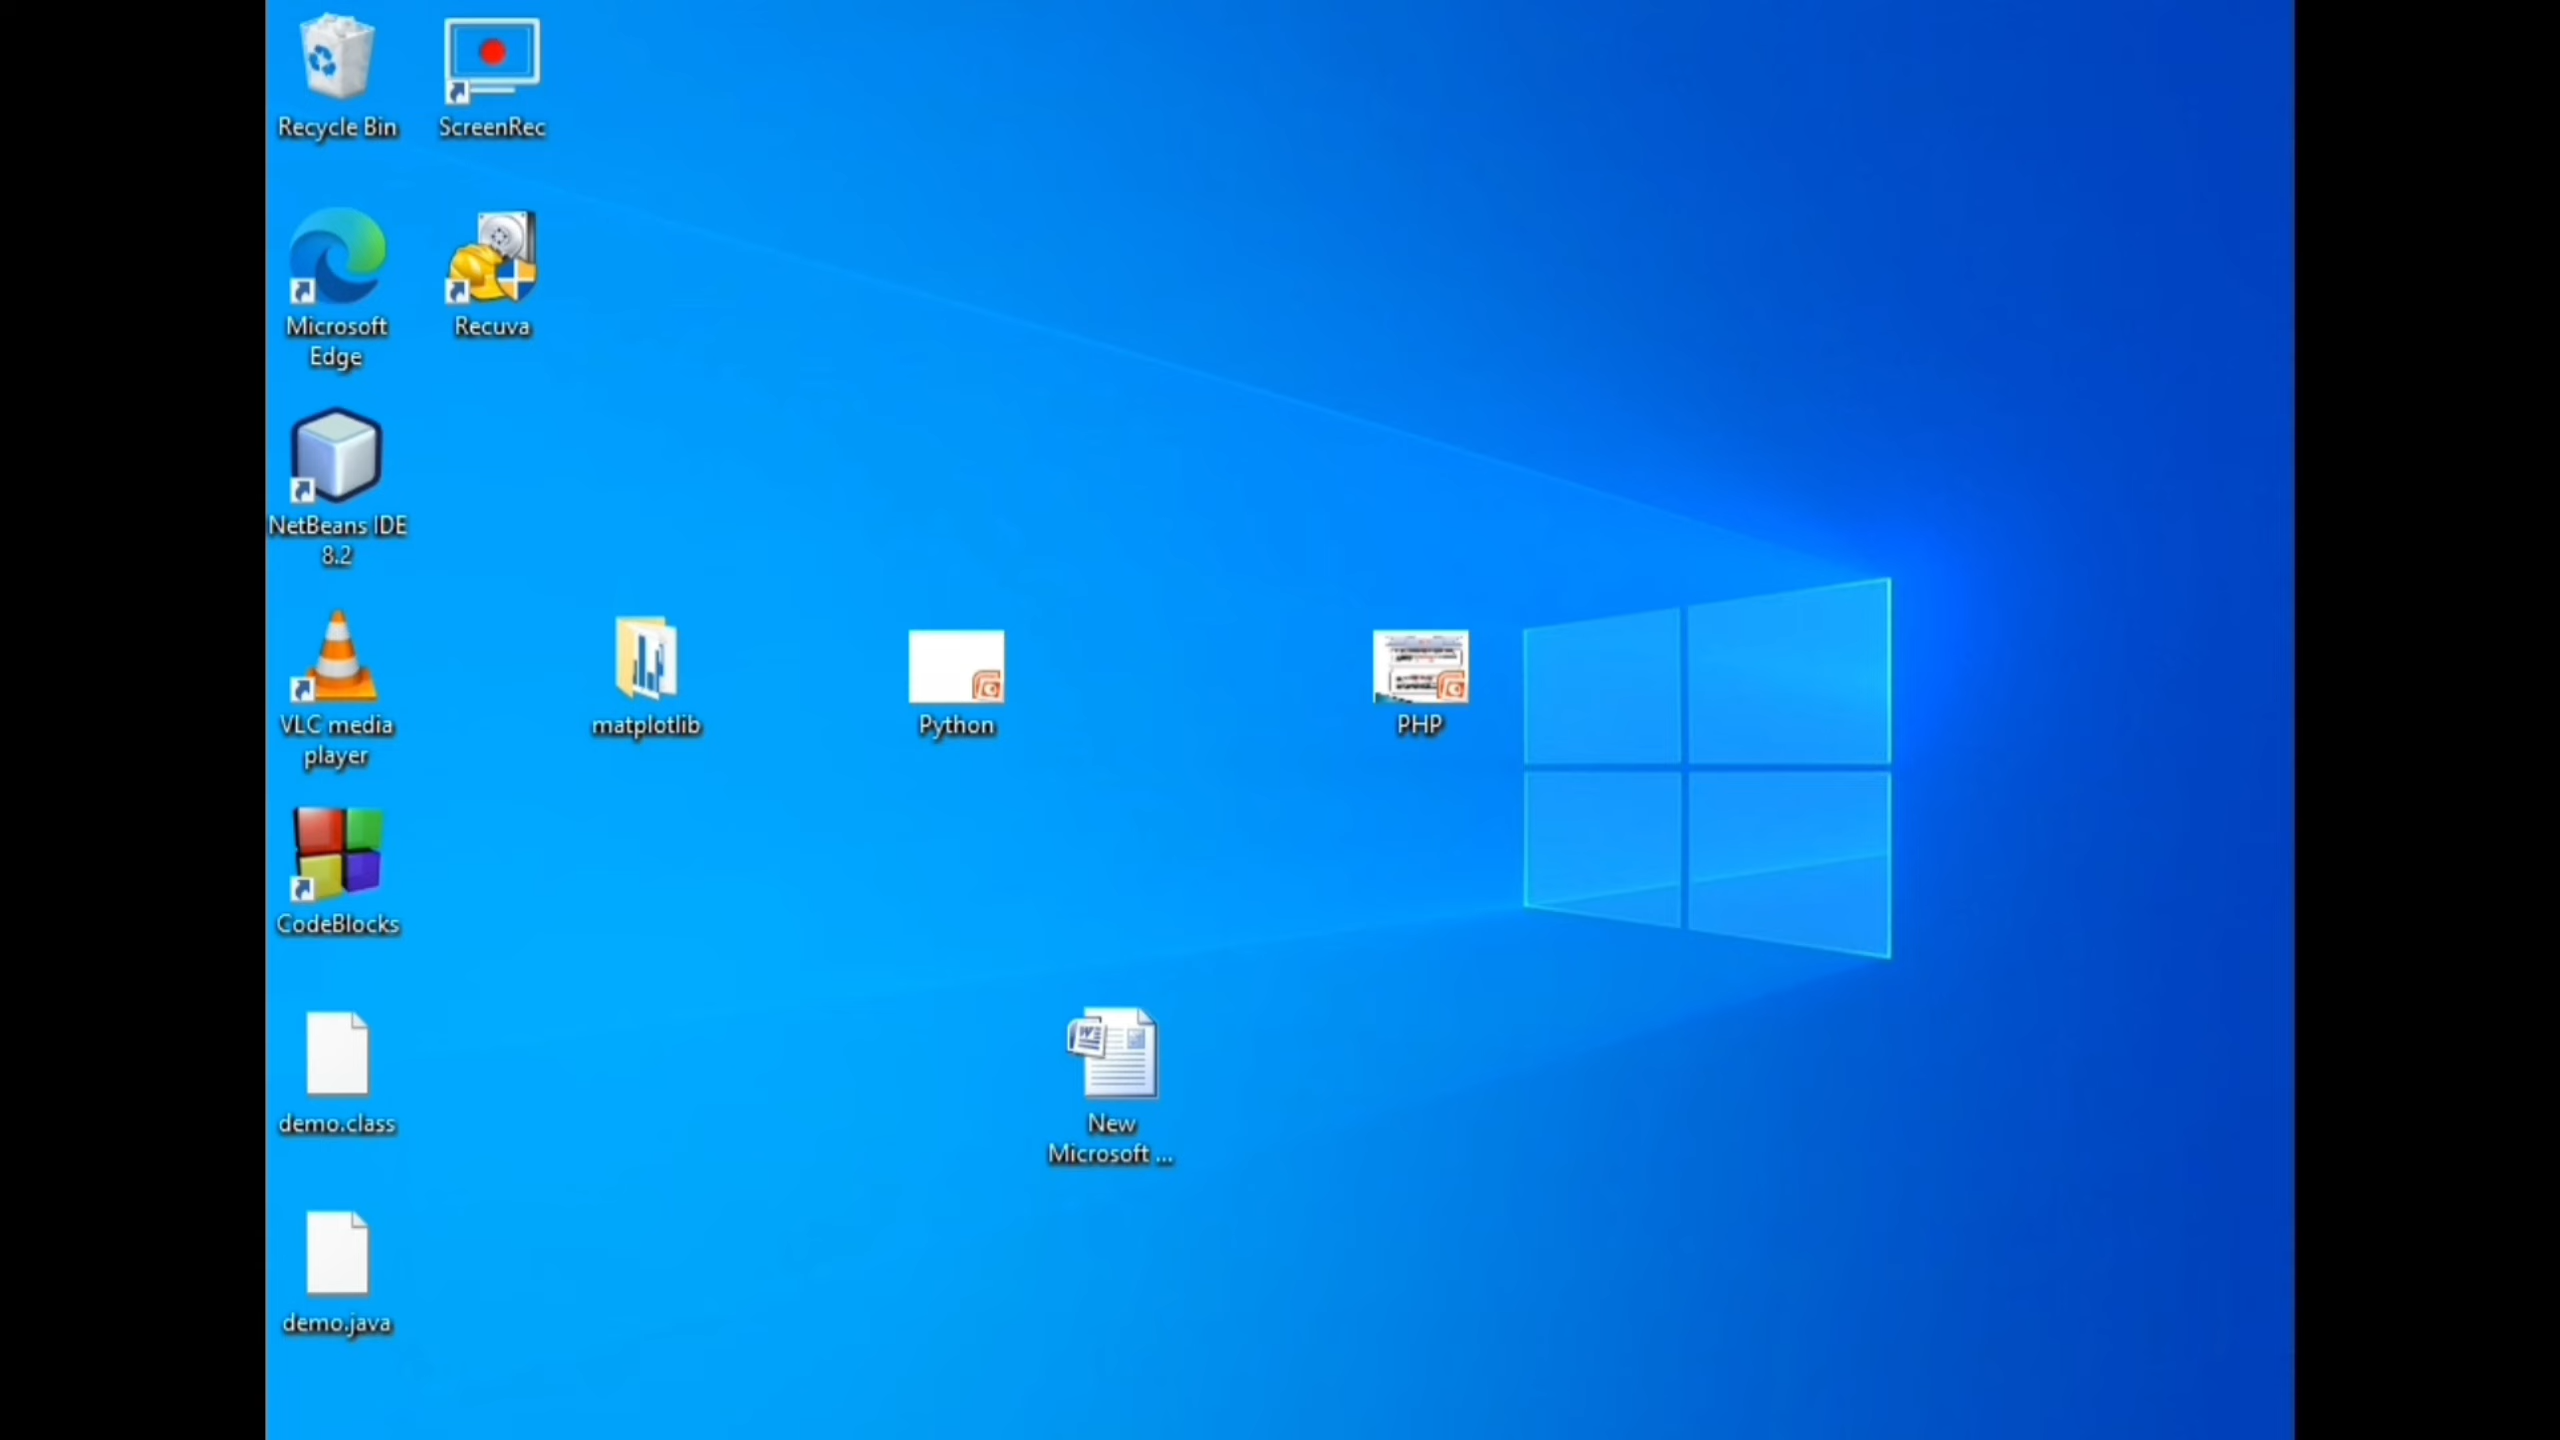 Recycle Bin
ScreenRec
Microsoft
Edge
Recuva
NetBeans IDE
8.2
VLC media
player
matplotlib
Python
PHP
CodeBlocks
demo.class
New
Microsoft ...
demo.java